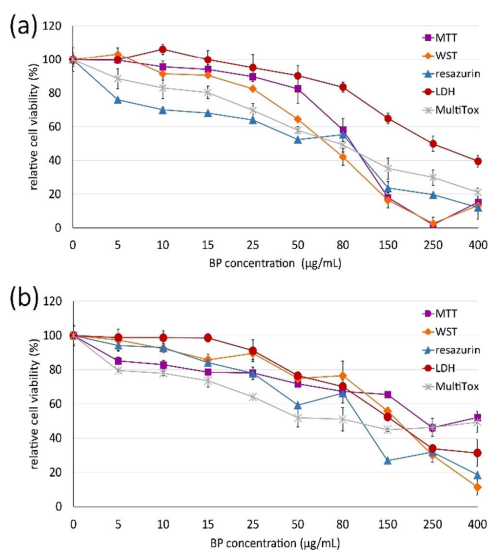 (a)
relative cell viability (%)
120
100
80
60
40
20
0
MTT
WST
resazurin
LDH
MultiTox
0 5 10 15 25 50 80 150 250 400
BP concentration (µg/mL)
(b)
relative cell viability (%)
120
100
80
60
40
20
0
MTT
WST
resazurin
LDH
MultiTox
0 5 10 15 25 50 80 150 250 400
BP concentration (µg/mL)